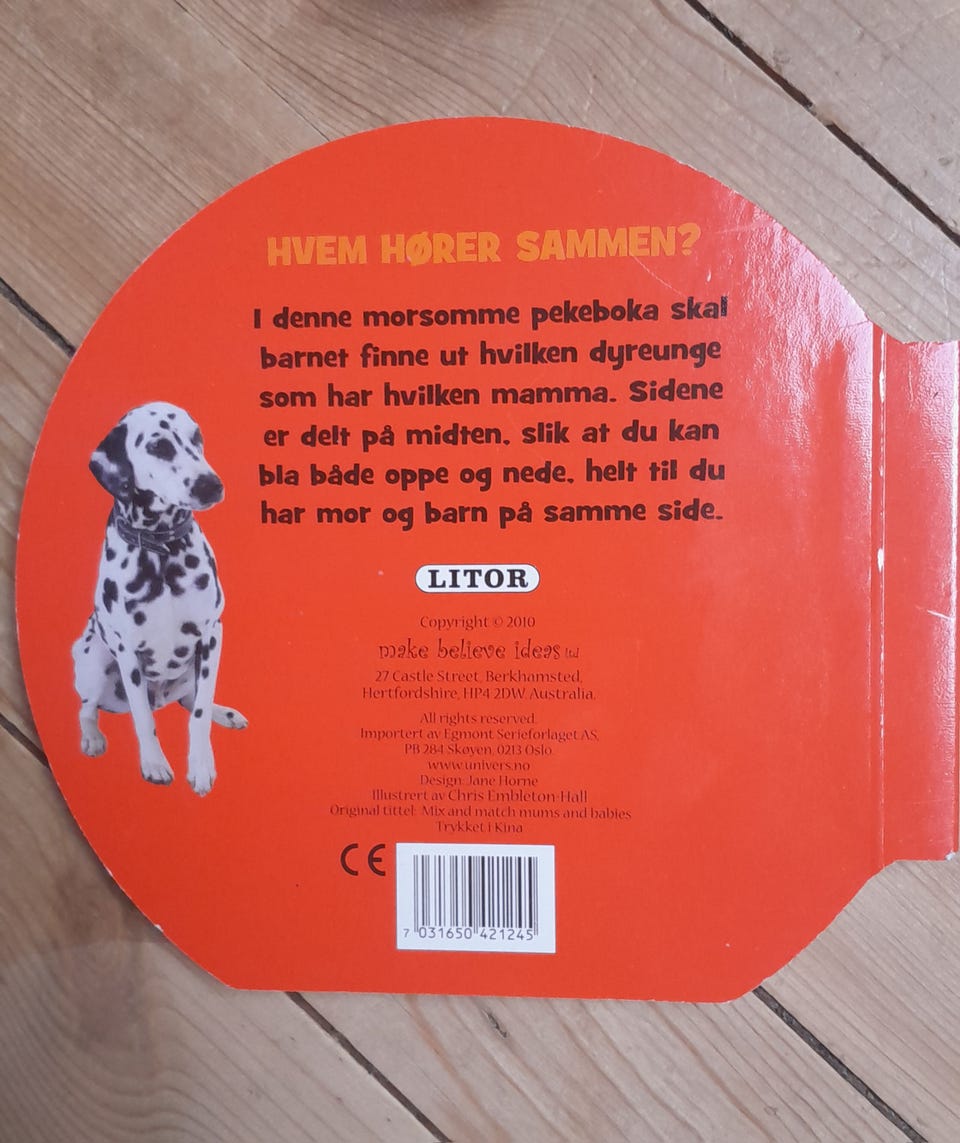 HVEM HØRER SAMMEN?
I denne morsomme pekeboka skal
barnet finne ut hvilken dyreunge
som har hvilken mamma. Sidene
er delt på midten, slik at du kan
bla både oppe og nede, helt til du
har mor og barn på samme side.
LITOR
Copyright © 2010
make believe ideas ltd
27 Castle Street, Berkhamsted,
Hertfordshire, HP4 2DW. Australia.
All rights reserved.
Importert av Egmont Serieforlaget AS,
PB 284 Skøyen, 0213 Oslo.
www.univers.no
Design: Jane Horne
Illustrert av Chris Embleton-Hall
Original tittel: Mix and match mums and babies
Trykket i Kina
CE
7 031650 421245